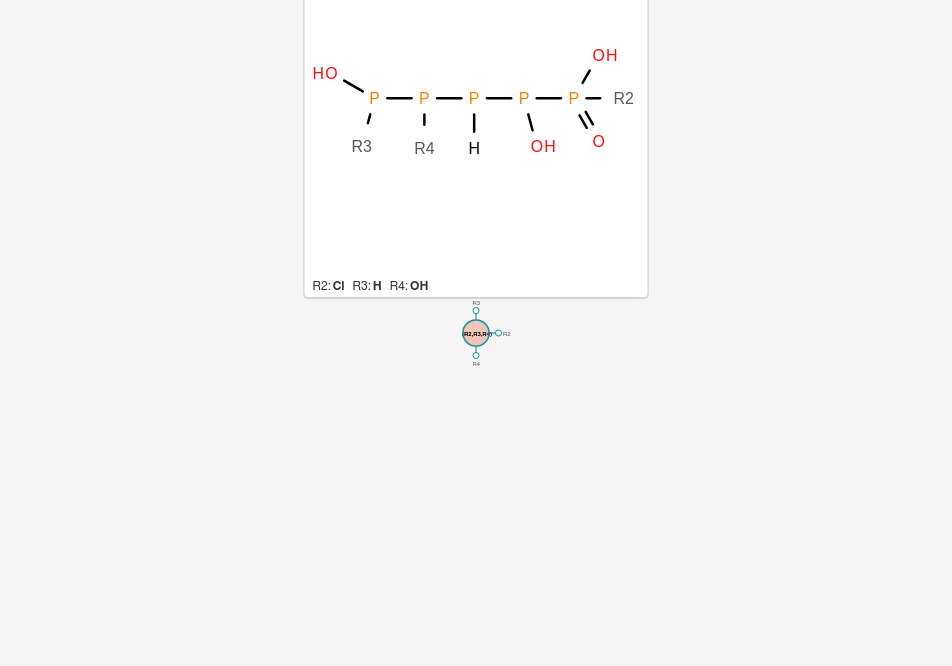 OH
HO
P P P P P R2
O
R3 R4 H OH
R2: Cl R3: H R4: OH
R3
R2,R3,R4 R2
R4